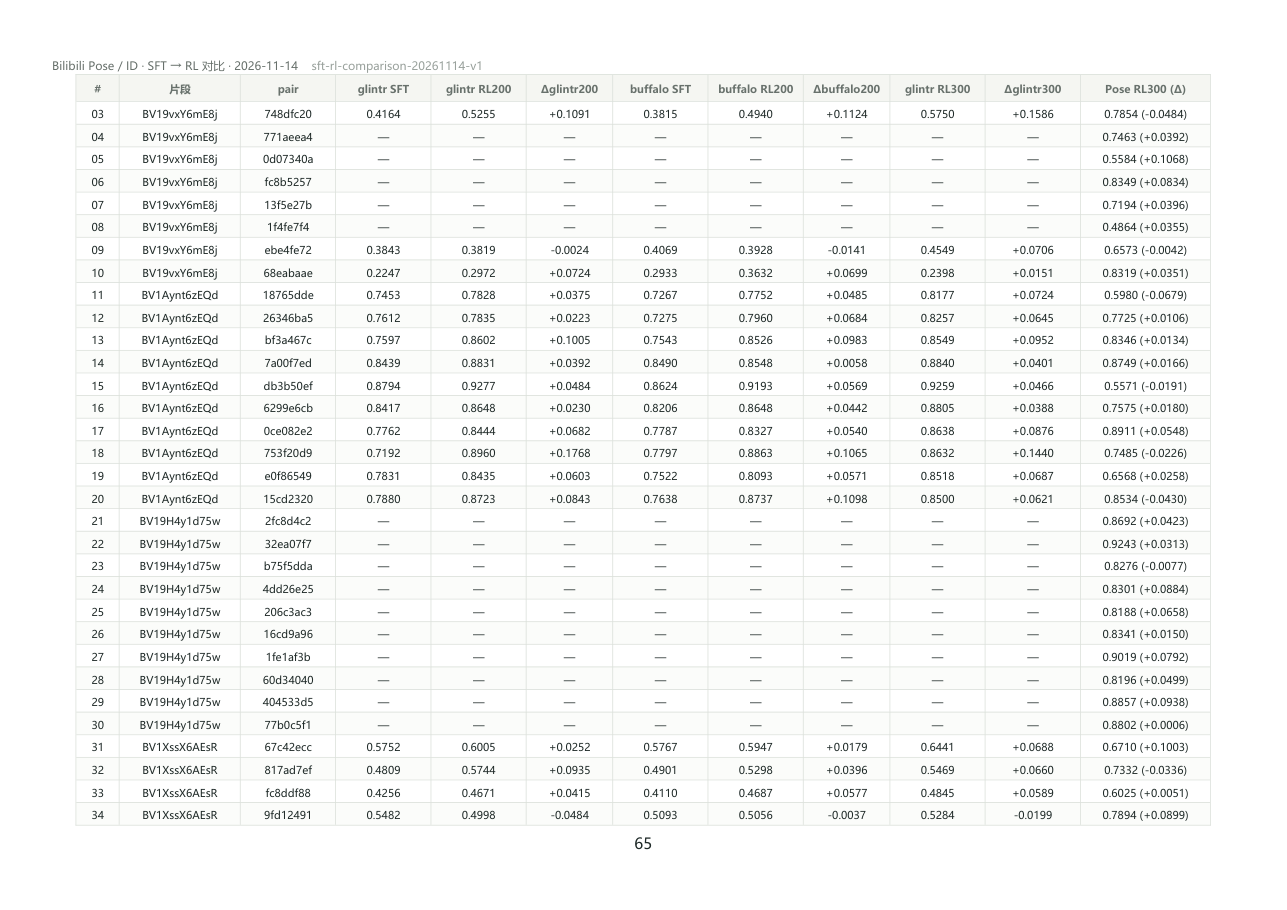 Bilibili Pose / ID · SFT → RL 对比 · 2026-11-14 sft-rl-comparison-20261114-v1
# 片段 pair glintr SFT glintr RL200 Δglintr200 buffalo SFT buffalo RL200 Δbuffalo200 glintr RL300 Δglintr300 Pose RL300 (Δ)
03 BV19vxY6mE8j 748dfc20 0.4164 0.5255 +0.1091 0.3815 0.4940 +0.1124 0.5750 +0.1586 0.7854 (-0.0484)
04 BV19vxY6mE8j 771aeea4 — — — — — — — — 0.7463 (+0.0392)
05 BV19vxY6mE8j 0d07340a — — — — — — — — 0.5584 (+0.1068)
06 BV19vxY6mE8j fc8b5257 — — — — — — — — 0.8349 (+0.0834)
07 BV19vxY6mE8j 13f5e27b — — — — — — — — 0.7194 (+0.0396)
08 BV19vxY6mE8j 1f4fe7f4 — — — — — — — — 0.4864 (+0.0355)
09 BV19vxY6mE8j ebe4fe72 0.3843 0.3819 -0.0024 0.4069 0.3928 -0.0141 0.4549 +0.0706 0.6573 (-0.0042)
10 BV19vxY6mE8j 68eabaae 0.2247 0.2972 +0.0724 0.2933 0.3632 +0.0699 0.2398 +0.0151 0.8319 (+0.0351)
11 BV1Aynt6zEQd 18765dde 0.7453 0.7828 +0.0375 0.7267 0.7752 +0.0485 0.8177 +0.0724 0.5980 (-0.0679)
12 BV1Aynt6zEQd 26346ba5 0.7612 0.7835 +0.0223 0.7275 0.7960 +0.0684 0.8257 +0.0645 0.7725 (+0.0106)
13 BV1Aynt6zEQd bf3a467c 0.7597 0.8602 +0.1005 0.7543 0.8526 +0.0983 0.8549 +0.0952 0.8346 (+0.0134)
14 BV1Aynt6zEQd 7a00f7ed 0.8439 0.8831 +0.0392 0.8490 0.8548 +0.0058 0.8840 +0.0401 0.8749 (+0.0166)
15 BV1Aynt6zEQd db3b50ef 0.8794 0.9277 +0.0484 0.8624 0.9193 +0.0569 0.9259 +0.0466 0.5571 (-0.0191)
16 BV1Aynt6zEQd 6299e6cb 0.8417 0.8648 +0.0230 0.8206 0.8648 +0.0442 0.8805 +0.0388 0.7575 (+0.0180)
17 BV1Aynt6zEQd 0ce082e2 0.7762 0.8444 +0.0682 0.7787 0.8327 +0.0540 0.8638 +0.0876 0.8911 (+0.0548)
18 BV1Aynt6zEQd 753f20d9 0.7192 0.8960 +0.1768 0.7797 0.8863 +0.1065 0.8632 +0.1440 0.7485 (-0.0226)
19 BV1Aynt6zEQd e0f86549 0.7831 0.8435 +0.0603 0.7522 0.8093 +0.0571 0.8518 +0.0687 0.6568 (+0.0258)
20 BV1Aynt6zEQd 15cd2320 0.7880 0.8723 +0.0843 0.7638 0.8737 +0.1098 0.8500 +0.0621 0.8534 (-0.0430)
21 BV19H4y1d75w 2fc8d4c2 — — — — — — — — 0.8692 (+0.0423)
22 BV19H4y1d75w 32ea07f7 — — — — — — — — 0.9243 (+0.0313)
23 BV19H4y1d75w b75f5dda — — — — — — — — 0.8276 (-0.0077)
24 BV19H4y1d75w 4dd26e25 — — — — — — — — 0.8301 (+0.0884)
25 BV19H4y1d75w 206c3ac3 — — — — — — — — 0.8188 (+0.0658)
26 BV19H4y1d75w 16cd9a96 — — — — — — — — 0.8341 (+0.0150)
27 BV19H4y1d75w 1fe1af3b — — — — — — — — 0.9019 (+0.0792)
28 BV19H4y1d75w 60d34040 — — — — — — — — 0.8196 (+0.0499)
29 BV19H4y1d75w 404533d5 — — — — — — — — 0.8857 (+0.0938)
30 BV19H4y1d75w 77b0c5f1 — — — — — — — — 0.8802 (+0.0006)
31 BV1XssX6AEsR 67c42ecc 0.5752 0.6005 +0.0252 0.5767 0.5947 +0.0179 0.6441 +0.0688 0.6710 (+0.1003)
32 BV1XssX6AEsR 817ad7ef 0.4809 0.5744 +0.0935 0.4901 0.5298 +0.0396 0.5469 +0.0660 0.7332 (-0.0336)
33 BV1XssX6AEsR fc8ddf88 0.4256 0.4671 +0.0415 0.4110 0.4687 +0.0577 0.4845 +0.0589 0.6025 (+0.0051)
34 BV1XssX6AEsR 9fd12491 0.5482 0.4998 -0.0484 0.5093 0.5056 -0.0037 0.5284 -0.0199 0.7894 (+0.0899)
65